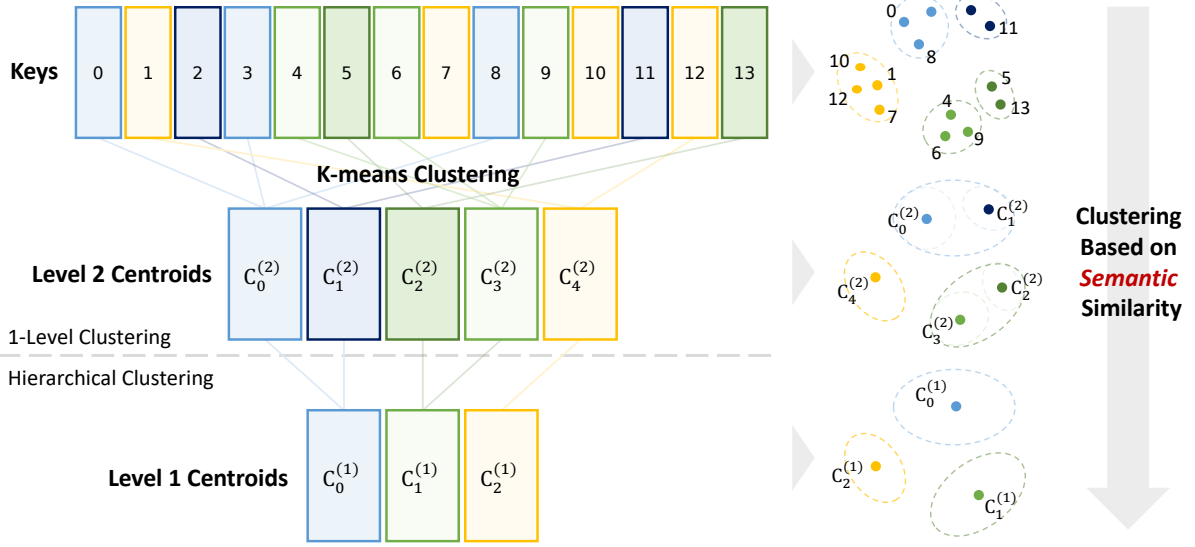 Keys
0 1 2 3 4 5 6 7 8 9 10 11 12 13
K-means Clustering
Level 2 Centroids
C₀⁽²⁾ C₁⁽²⁾ C₂⁽²⁾ C₃⁽²⁾ C₄⁽²⁾
1-Level Clustering
Hierarchical Clustering
Level 1 Centroids
C₀⁽¹⁾ C₁⁽¹⁾ C₂⁽¹⁾
0
8
11
10
1
12
7
5
13
4
6
9
C₀⁽²⁾
C₁⁽²⁾
C₄⁽²⁾
C₂⁽²⁾
C₃⁽²⁾
C₀⁽¹⁾
C₂⁽¹⁾
C₁⁽¹⁾
Clustering
Based on
Semantic
Similarity